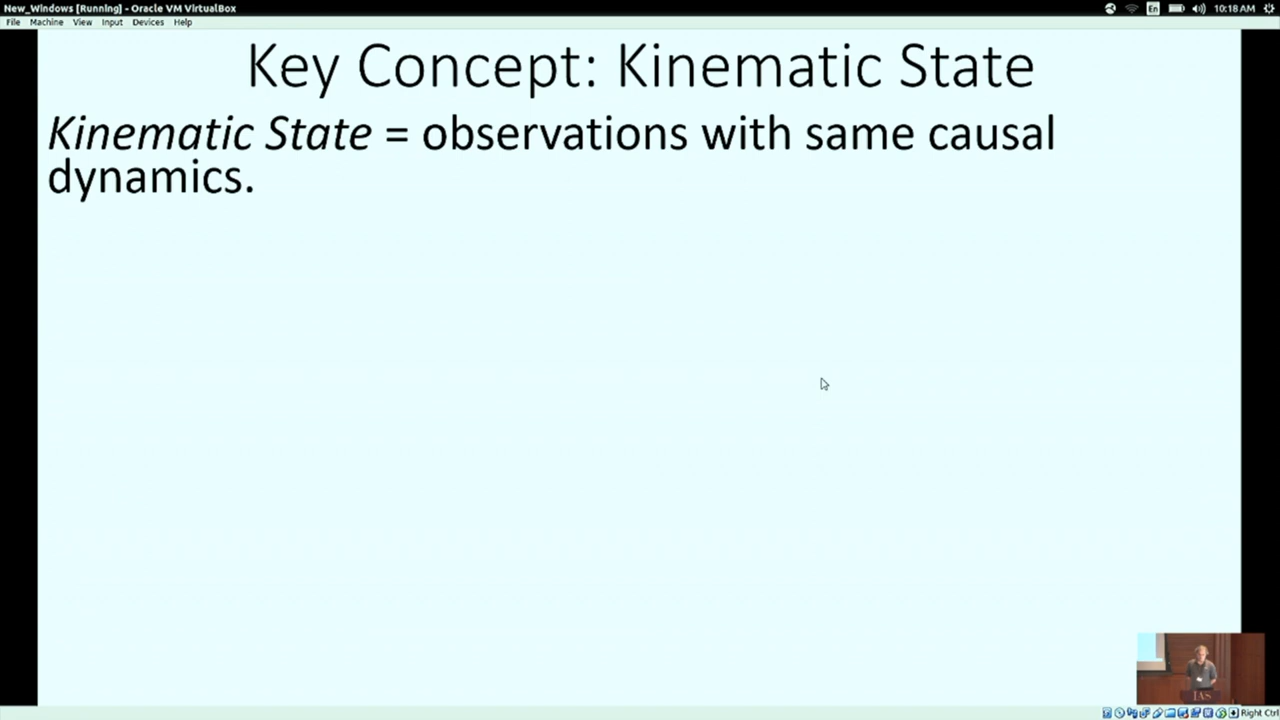 New_Windows [Running] - Oracle VM VirtualBox
En
10:18 AM
File Machine View Input Devices Help
Key Concept: Kinematic State
Kinematic State = observations with same causal
dynamics.
IAS
Right Ctrl